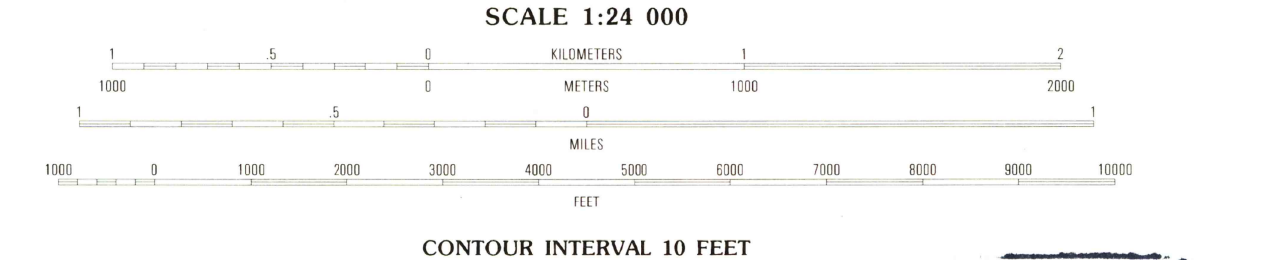 SCALE 1:24 000
1 .5 0 KILOMETERS 1 2
1000 0 METERS 1000 2000
1 .5 0 1
MILES
1000 0 1000 2000 3000 4000 5000 6000 7000 8000 9000 10000
FEET
CONTOUR INTERVAL 10 FEET